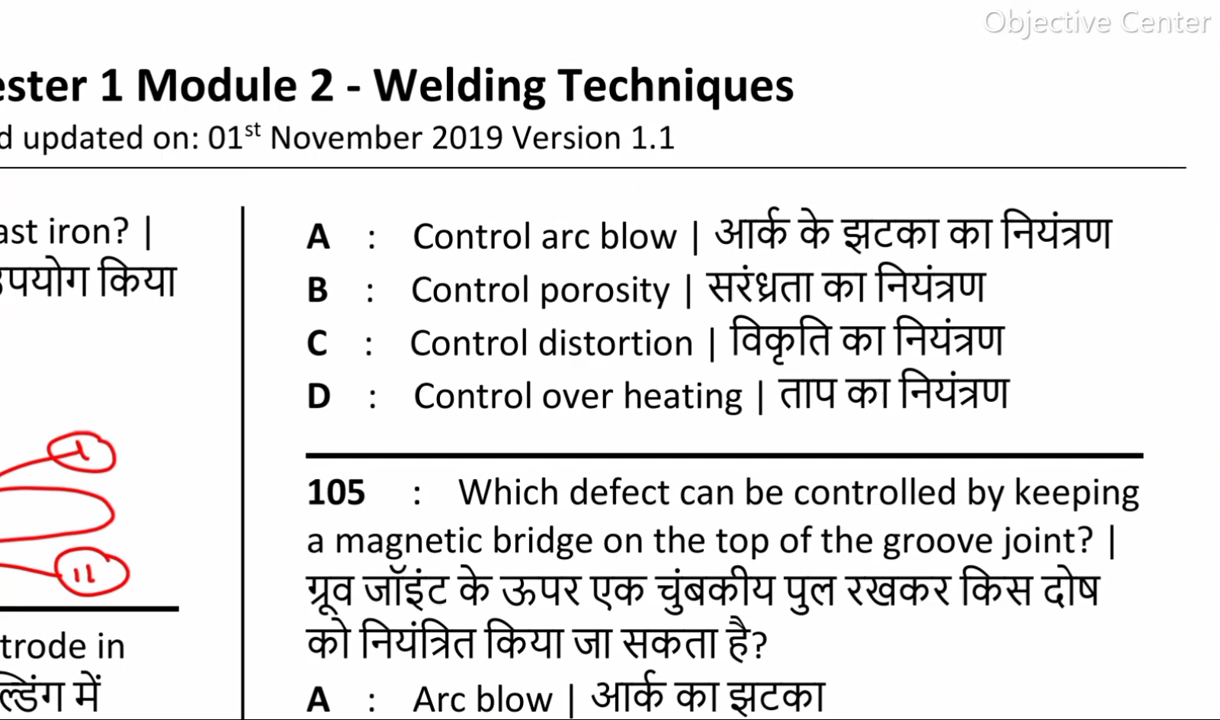 Objective Center
ester 1 Module 2 - Welding Techniques
d updated on: 01st November 2019 Version 1.1
ast iron? |
उपयोग किया
1
11
trode in
ल्डिंग में
A : Control arc blow | आर्क के झटका का नियंत्रण
B : Control porosity | सरंध्रता का नियंत्रण
C : Control distortion | विकृति का नियंत्रण
D : Control over heating | ताप का नियंत्रण
105 : Which defect can be controlled by keeping
a magnetic bridge on the top of the groove joint? |
ग्रूव जॉइंट के ऊपर एक चुंबकीय पुल रखकर किस दोष
को नियंत्रित किया जा सकता है?
A : Arc blow | आर्क का झटका